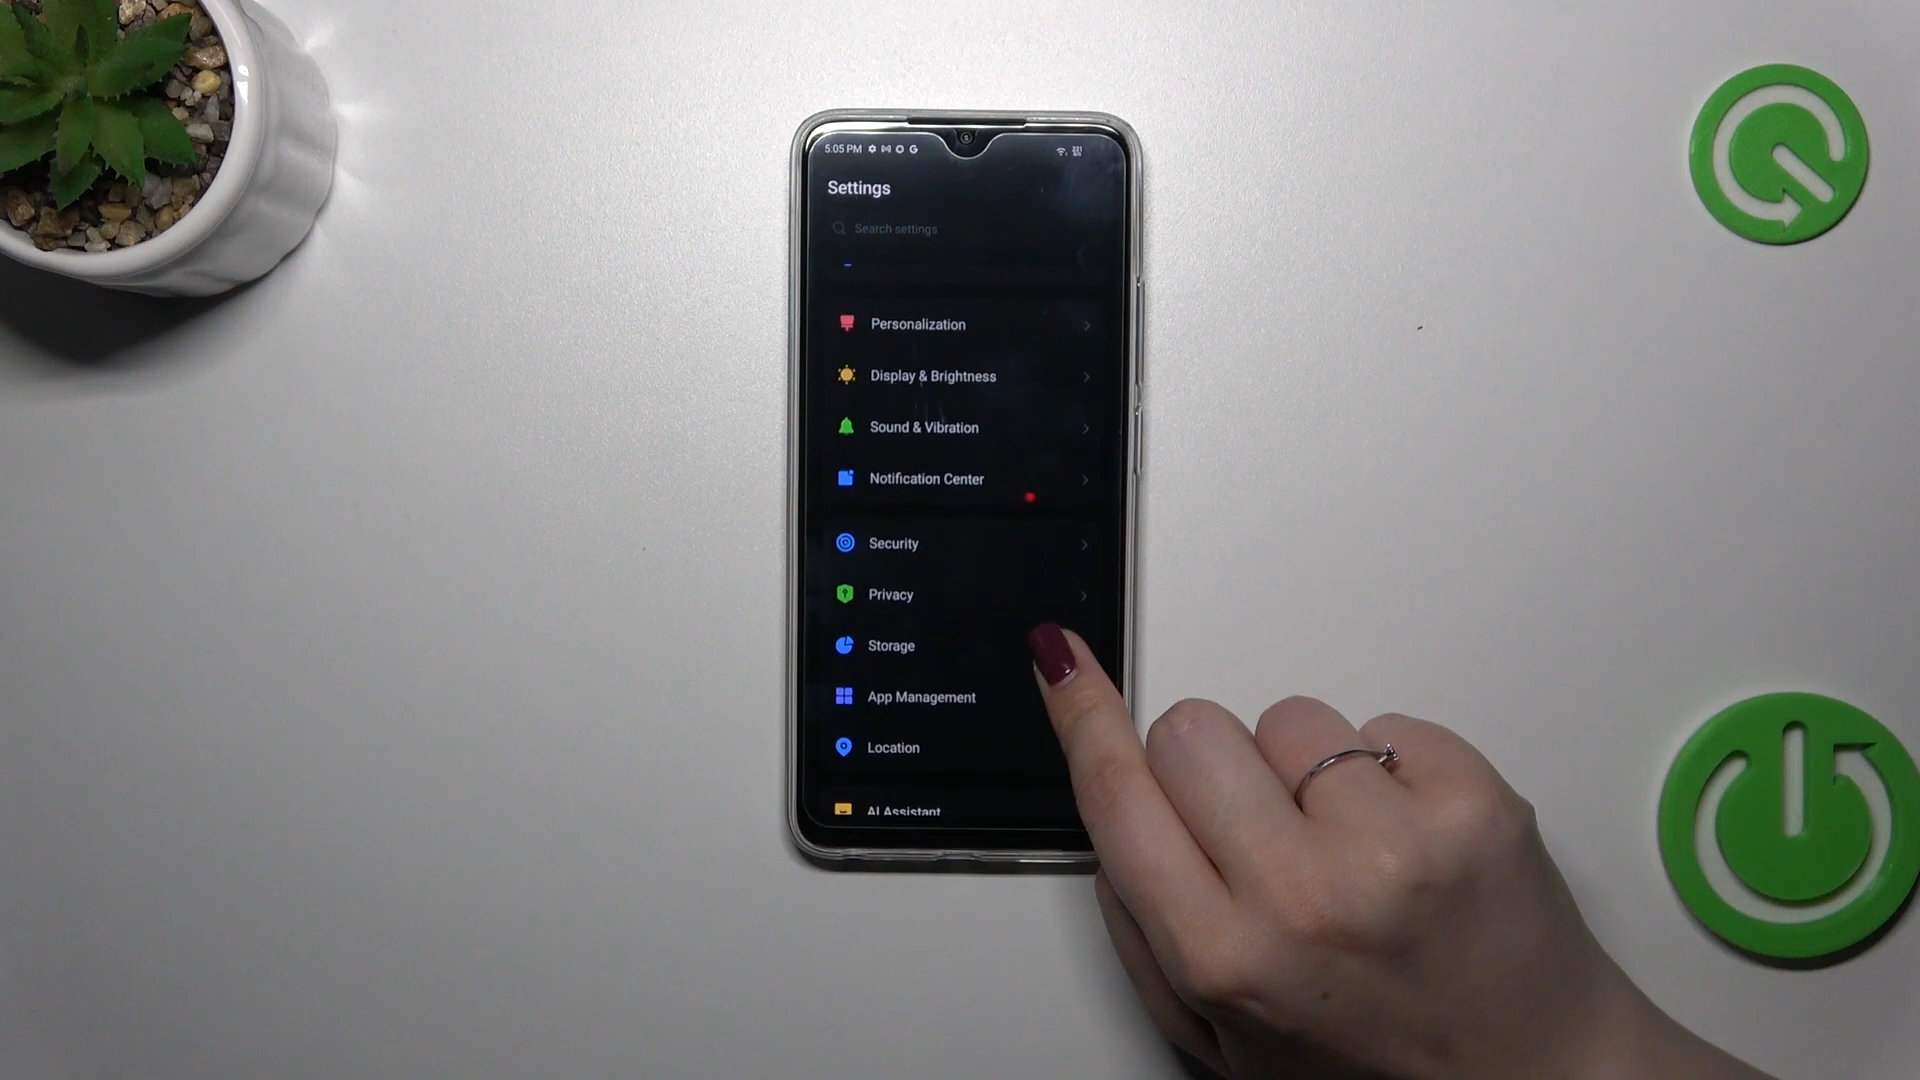 5:05 PM
Settings
Search settings
Personalization
Display & Brightness
Sound & Vibration
Notification Center
Security
Privacy
Storage
App Management
Location
AI Assistant